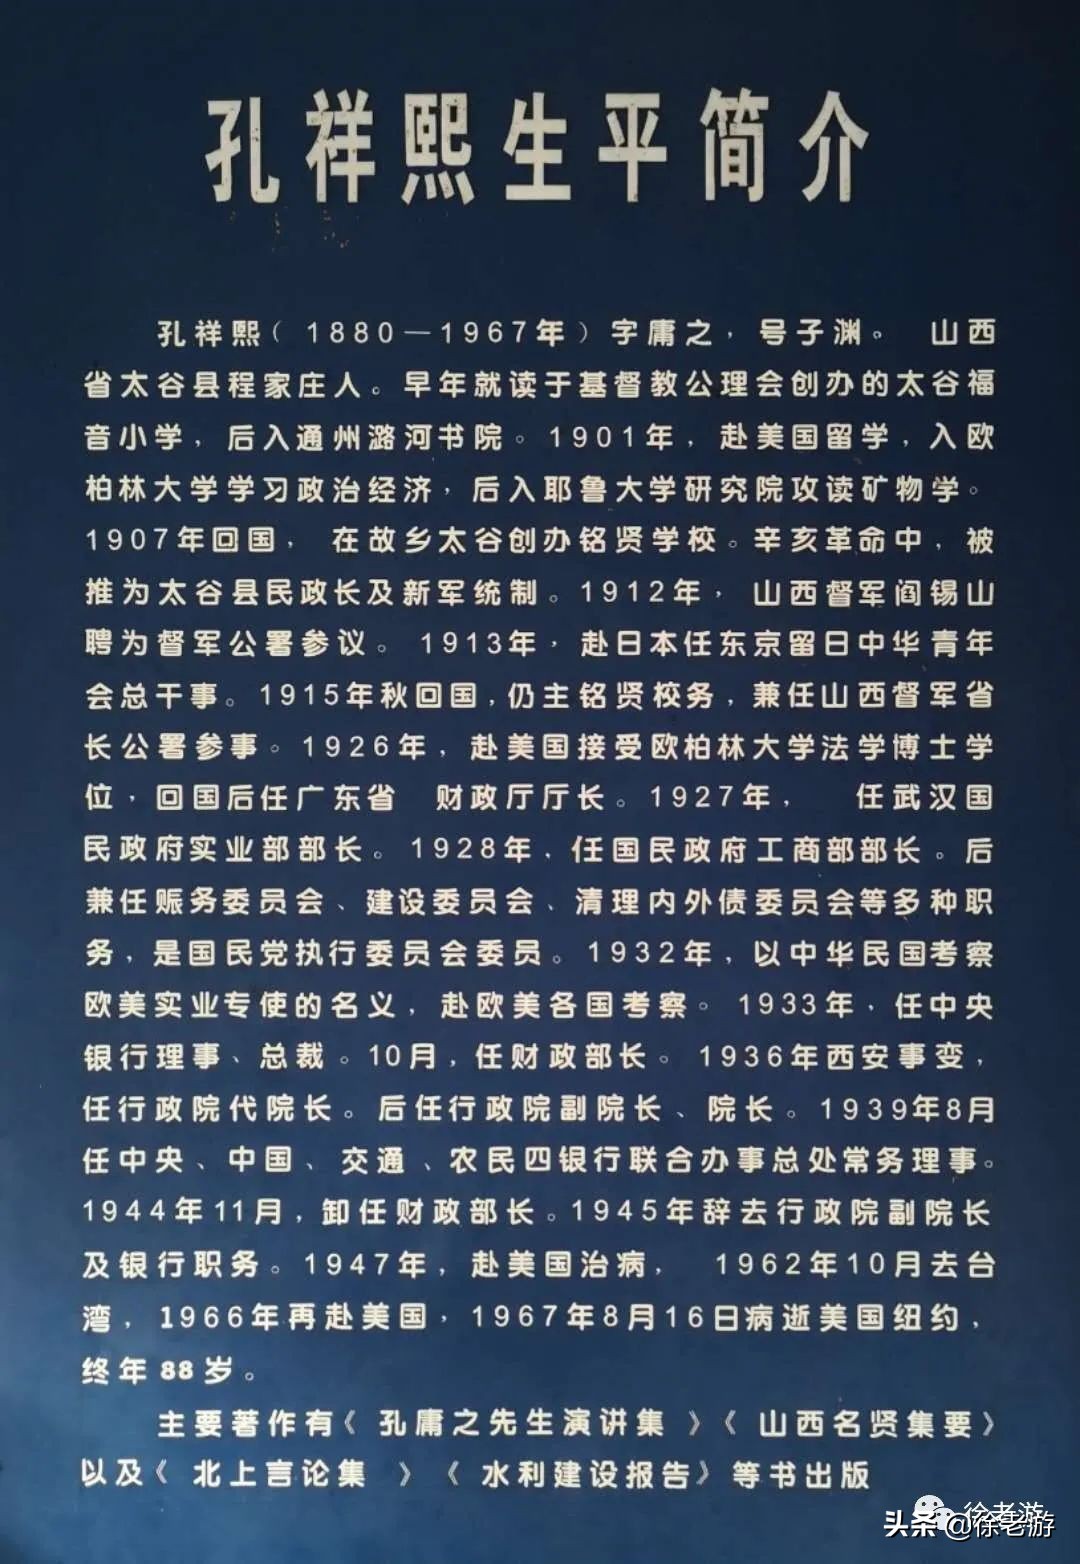 孔祥熙生平简介
孔祥熙（1880—1967年）字庸之，号子渊。 山西
省太谷县程家庄人。早年就读于基督教公理会创办的太谷福
音小学，后入通州潞河书院。1901年，赴美国留学，入欧
柏林大学学习政治经济，后入耶鲁大学研究院攻读矿物学。
1907年回国， 在故乡太谷创办铭贤学校。辛亥革命中，被
推为太谷县民政长及新军统制。1912年，山西督军阎锡山
聘为督军公署参议。1913年，赴日本任东京留日中华青年
会总干事。1915年秋回国，仍主铭贤校务，兼任山西督军省
长公署参事。1926年，赴美国接受欧柏林大学法学博士学
位，回国后任广东省 财政厅厅长。1927年， 任武汉国
民政府实业部部长。1928年，任国民政府工商部部长。后
兼任赈务委员会、建设委员会、清理内外债委员会等多种职
务，是国民党执行委员会委员。1932年，以中华民国考察
欧美实业专使的名义，赴欧美各国考察。1933年，任中央
银行理事、总裁。10月，任财政部长。1936年西安事变，
任行政院代院长。后任行政院副院长、院长。1939年8月
任中央、中国、交通、农民四银行联合办事总处常务理事。
1944年11月，卸任财政部长。1945年辞去行政院副院长
及银行职务。1947年，赴美国治病， 1962年10月去台
湾，1966年再赴美国，1967年8月16日病逝美国纽约，
终年88岁。
主要著作有《 孔庸之先生演讲集 》《 山西名贤集要》
以及《 北上言论集 》《 水利建设报告》等书出版
徐老游
头条@徐老游